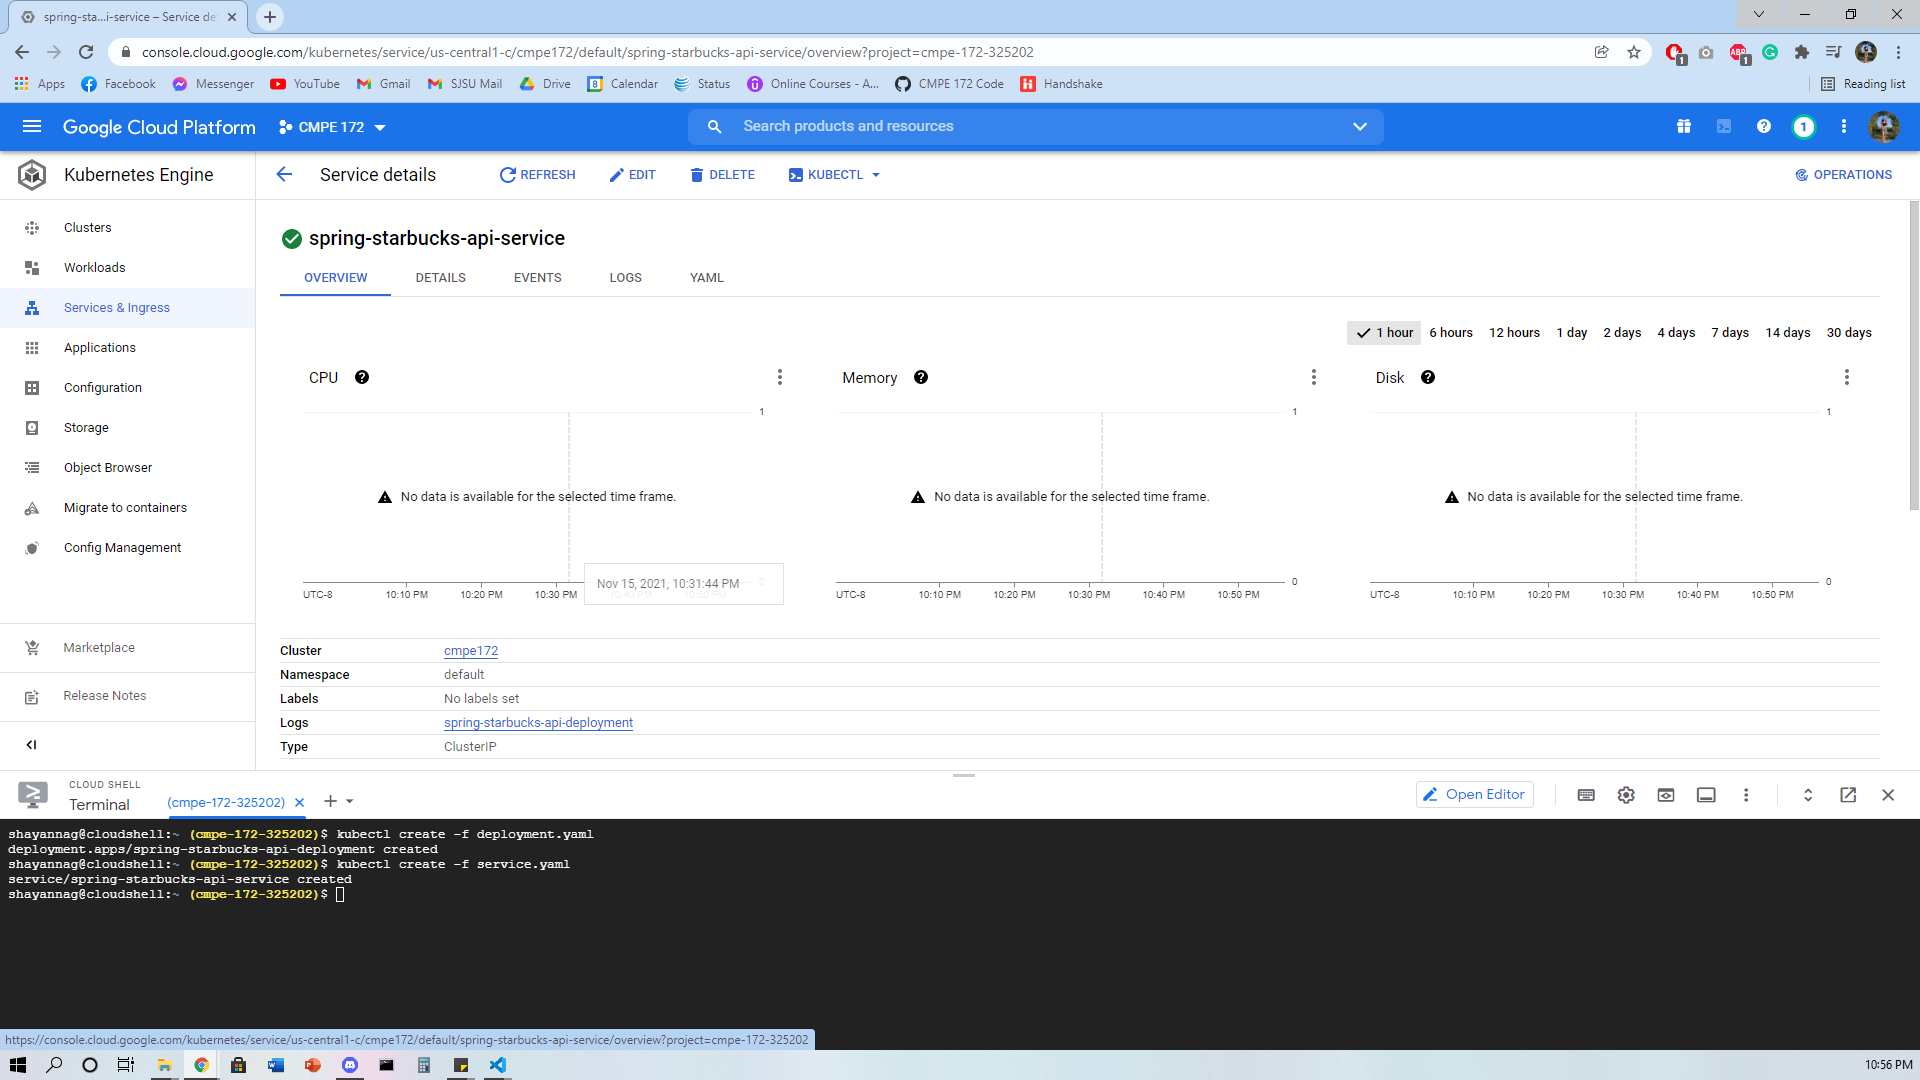 spring-sta...i-service – Service de
console.cloud.google.com/kubernetes/service/us-central1-c/cmpe172/default/spring-starbucks-api-service/overview?project=cmpe-172-325202
1
ABP
1
Apps
Facebook
Messenger
YouTube
Gmail
SJSU Mail
Drive
8
Calendar
Status
Online Courses - A...
CMPE 172 Code
Handshake
Reading list
Google Cloud Platform
CMPE 172
Search products and resources
1
Kubernetes Engine
Service details
REFRESH
EDIT
DELETE
KUBECTL
OPERATIONS
Clusters
Workloads
Services & Ingress
Applications
Configuration
Storage
Object Browser
Migrate to containers
Config Management
Marketplace
Release Notes
spring-starbucks-api-service
OVERVIEW DETAILS EVENTS LOGS YAML
1 hour 6 hours 12 hours 1 day 2 days 4 days 7 days 14 days 30 days
CPU
1
No data is available for the selected time frame.
Nov 15, 2021, 10:31:44 PM
0
UTC-8 10:10 PM 10:20 PM 10:30 PM 10:40 PM 10:50 PM
Memory
1
No data is available for the selected time frame.
0
UTC-8 10:10 PM 10:20 PM 10:30 PM 10:40 PM 10:50 PM
Disk
1
No data is available for the selected time frame.
0
UTC-8 10:10 PM 10:20 PM 10:30 PM 10:40 PM 10:50 PM
Cluster cmpe172
Namespace default
Labels No labels set
Logs spring-starbucks-api-deployment
Type ClusterIP
CLOUD SHELL
Terminal
(cmpe-172-325202)
Open Editor
shayannag@cloudshell:~ (cmpe-172-325202)$ kubectl create -f deployment.yaml
deployment.apps/spring-starbucks-api-deployment created
shayannag@cloudshell:~ (cmpe-172-325202)$ kubectl create -f service.yaml
service/spring-starbucks-api-service created
shayannag@cloudshell:~ (cmpe-172-325202)$
https://console.cloud.google.com/kubernetes/service/us-central1-c/cmpe172/default/spring-starbucks-api-service/overview?project=cmpe-172-325202
10:56 PM